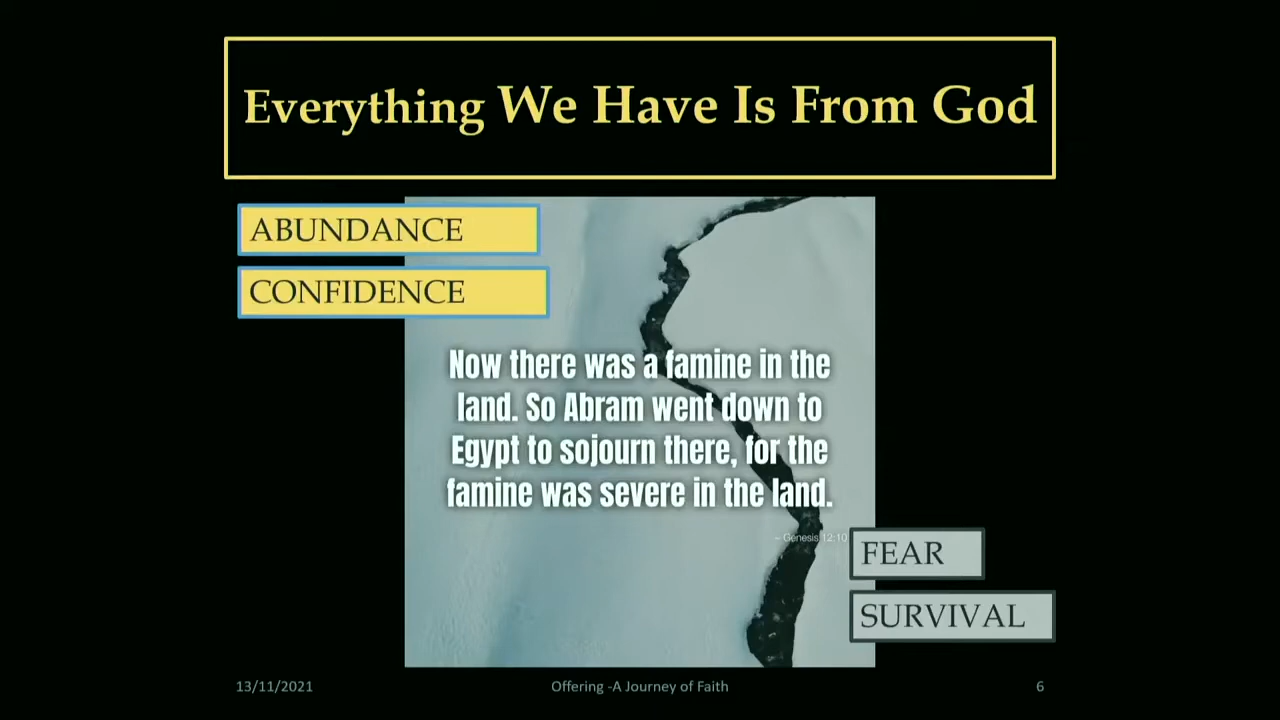 Everything We Have Is From God
ABUNDANCE
CONFIDENCE
Now there was a famine in the
land. So Abram went down to
Egypt to sojourn there, for the
famine was severe in the land.
– Genesis 12:10
FEAR
SURVIVAL
13/11/2021
Offering -A Journey of Faith
6